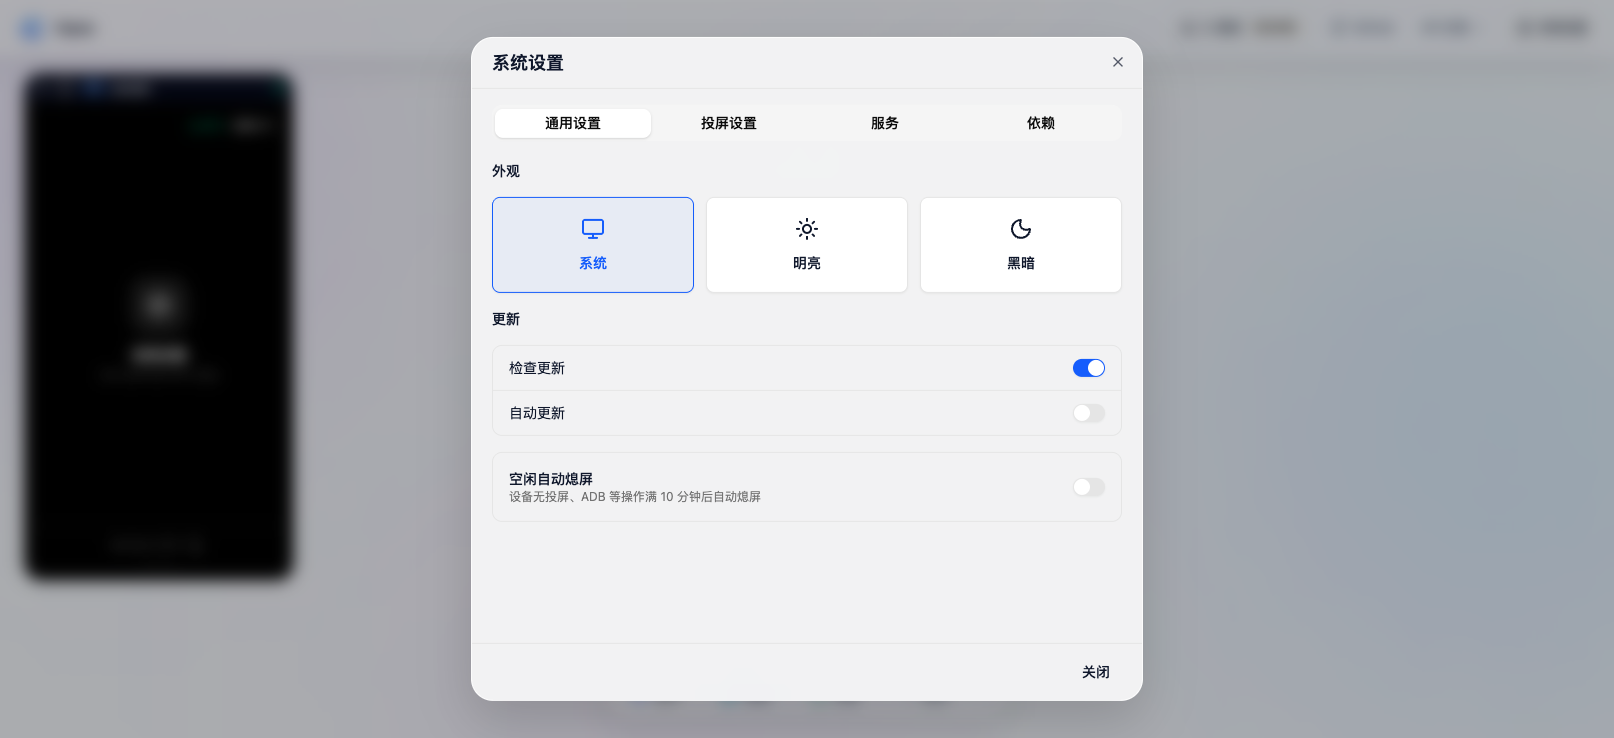 系统设置
通用设置 投屏设置 服务 依赖
外观
系统 明亮 黑暗
更新
检查更新
自动更新
空闲自动熄屏
设备无投屏、ADB 等操作满 10 分钟后自动熄屏
关闭